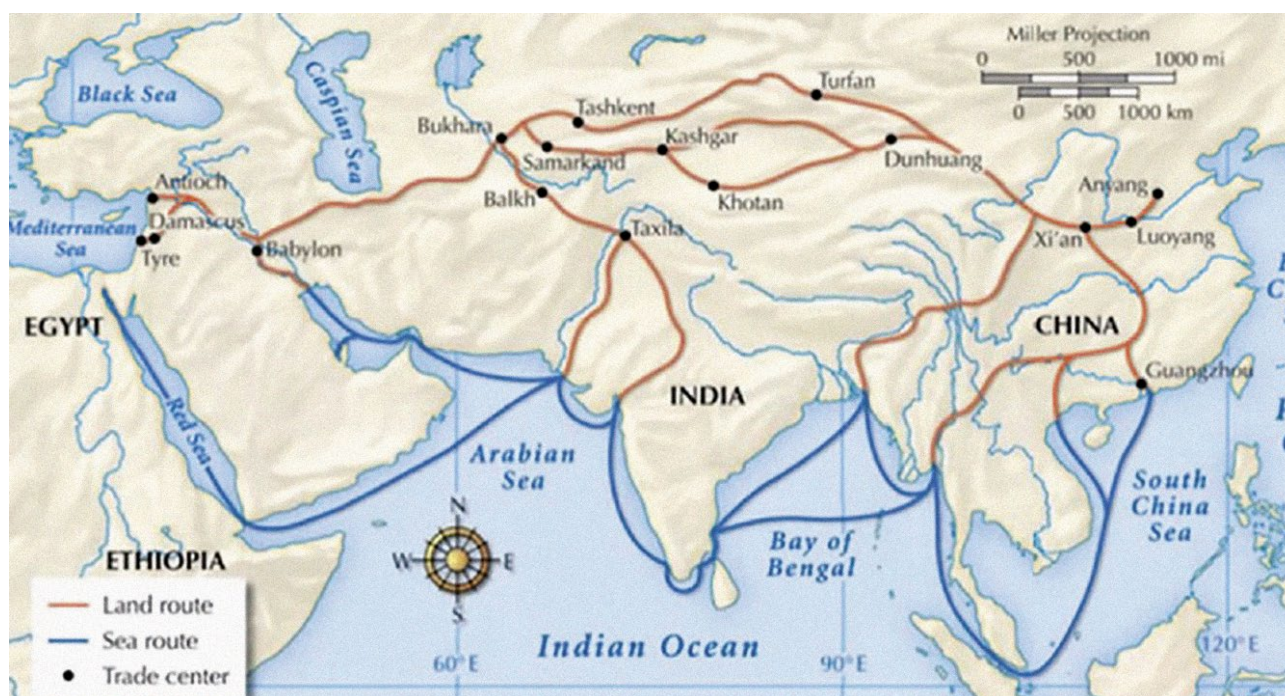 Miller Projection
0 500 1000 mi
0 500 1000 km
Black Sea
Caspian Sea
Turfan
Tashkent
Bukhara
Kashgar
Samarkand
Dunhuang
Antioch
Balkh
Khotan
Anyang
Mediterranean
Sea
Damascus
Tyre
Babylon
Taxila
Xi'an
Luoyang
EGYPT
CHINA
Red Sea
INDIA
Guangzhou
Arabian
Sea
South
China
Sea
N
W
E
S
Bay of
Bengal
ETHIOPIA
Land route
Sea route
Trade center
Indian Ocean
60°E
90°E
120°E